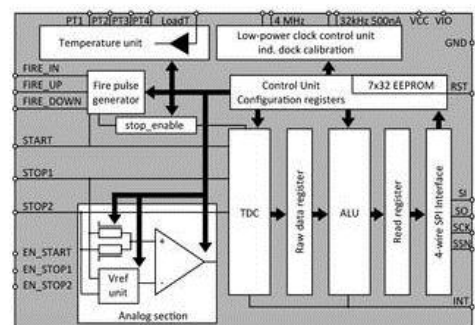 PT1 PT2 PT3 PT4 LoadT 4 MHz 32kHz 500nA VCC VIO
Temperature unit
Low-power clock control unit
ind. dock calibration
GND
FIRE_IN
FIRE_UP
FIRE_DOWN
Fire pulse
generator
Control Unit
Configuration registers
7x32 EEPROM
RST
stop_enable
START
STOP1
STOP2
TDC
Raw data register
ALU
Read register
4-wire SPI Interface
SI
SO
SCK
SSN
EN_START
EN_STOP1
EN_STOP2
+
-
Vref
unit
Analog section
INT